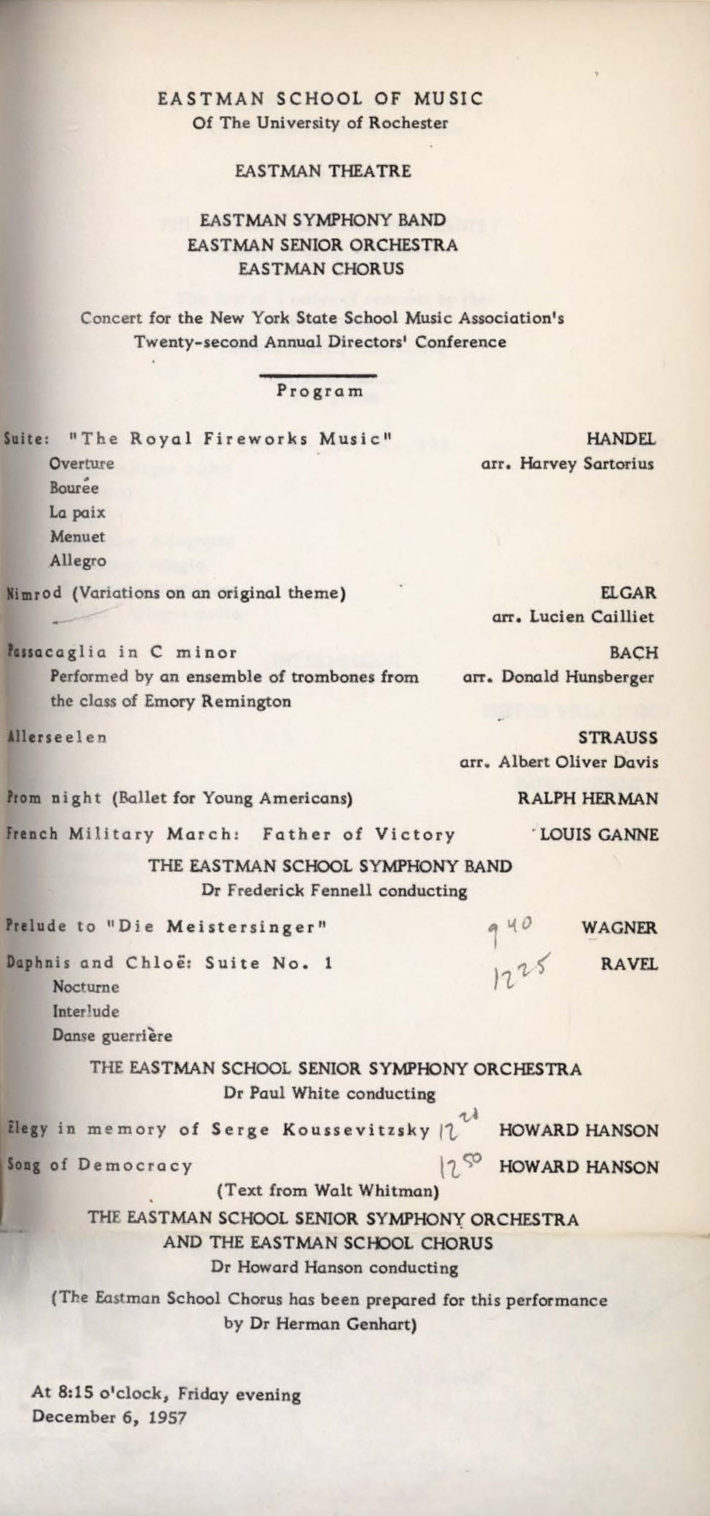 EASTMAN SCHOOL OF MUSIC
Of The University of Rochester
EASTMAN THEATRE
EASTMAN SYMPHONY BAND
EASTMAN SENIOR ORCHESTRA
EASTMAN CHORUS
Concert for the New York State School Music Association's
Twenty-second Annual Directors' Conference
Program
Suite: "The Royal Fireworks Music" HANDEL
Overture arr. Harvey Sartorius
Bourée
La paix
Menuet
Allegro
Nimrod (Variations on an original theme) ELGAR
arr. Lucien Cailliet
Passacaglia in C minor BACH
Performed by an ensemble of trombones from arr. Donald Hunsberger
the class of Emory Remington
Allerseelen STRAUSS
arr. Albert Oliver Davis
Prom night (Ballet for Young Americans) RALPH HERMAN
French Military March: Father of Victory LOUIS GANNE
THE EASTMAN SCHOOL SYMPHONY BAND
Dr Frederick Fennell conducting
Prelude to "Die Meistersinger" 9 40 WAGNER
Daphnis and Chloë: Suite No. 1 12 25 RAVEL
Nocturne
Interlude
Danse guerrière
THE EASTMAN SCHOOL SENIOR SYMPHONY ORCHESTRA
Dr Paul White conducting
Elegy in memory of Serge Koussevitzsky 12 HOWARD HANSON
Song of Democracy 12 50 HOWARD HANSON
(Text from Walt Whitman)
THE EASTMAN SCHOOL SENIOR SYMPHONY ORCHESTRA
AND THE EASTMAN SCHOOL CHORUS
Dr Howard Hanson conducting
(The Eastman School Chorus has been prepared for this performance
by Dr Herman Genhart)
At 8:15 o'clock, Friday evening
December 6, 1957